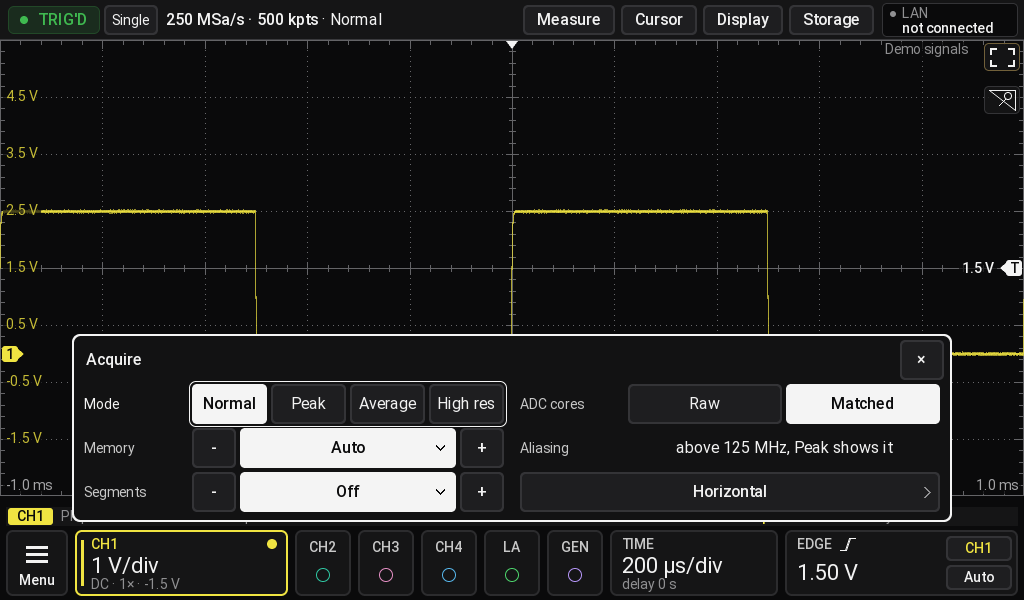 TRIG'D Single 250 MSa/s · 500 kpts · Normal Measure Cursor Display Storage LAN
not connected
Demo signals
4.5 V
3.5 V
2.5 V
1.5 V 1.5 V T
0.5 V
1
-0.5 V
-1.5 V
-1.0 ms 1.0 ms
Acquire ×
Mode Normal Peak Average High res ADC cores Raw Matched
Memory - Auto + Aliasing above 125 MHz, Peak shows it
Segments - Off + Horizontal
CH1
CH1 CH2 CH3 CH4 LA GEN TIME EDGE CH1
1 V/div 200 µs/div 1.50 V
Menu DC · 1× · -1.5 V delay 0 s Auto